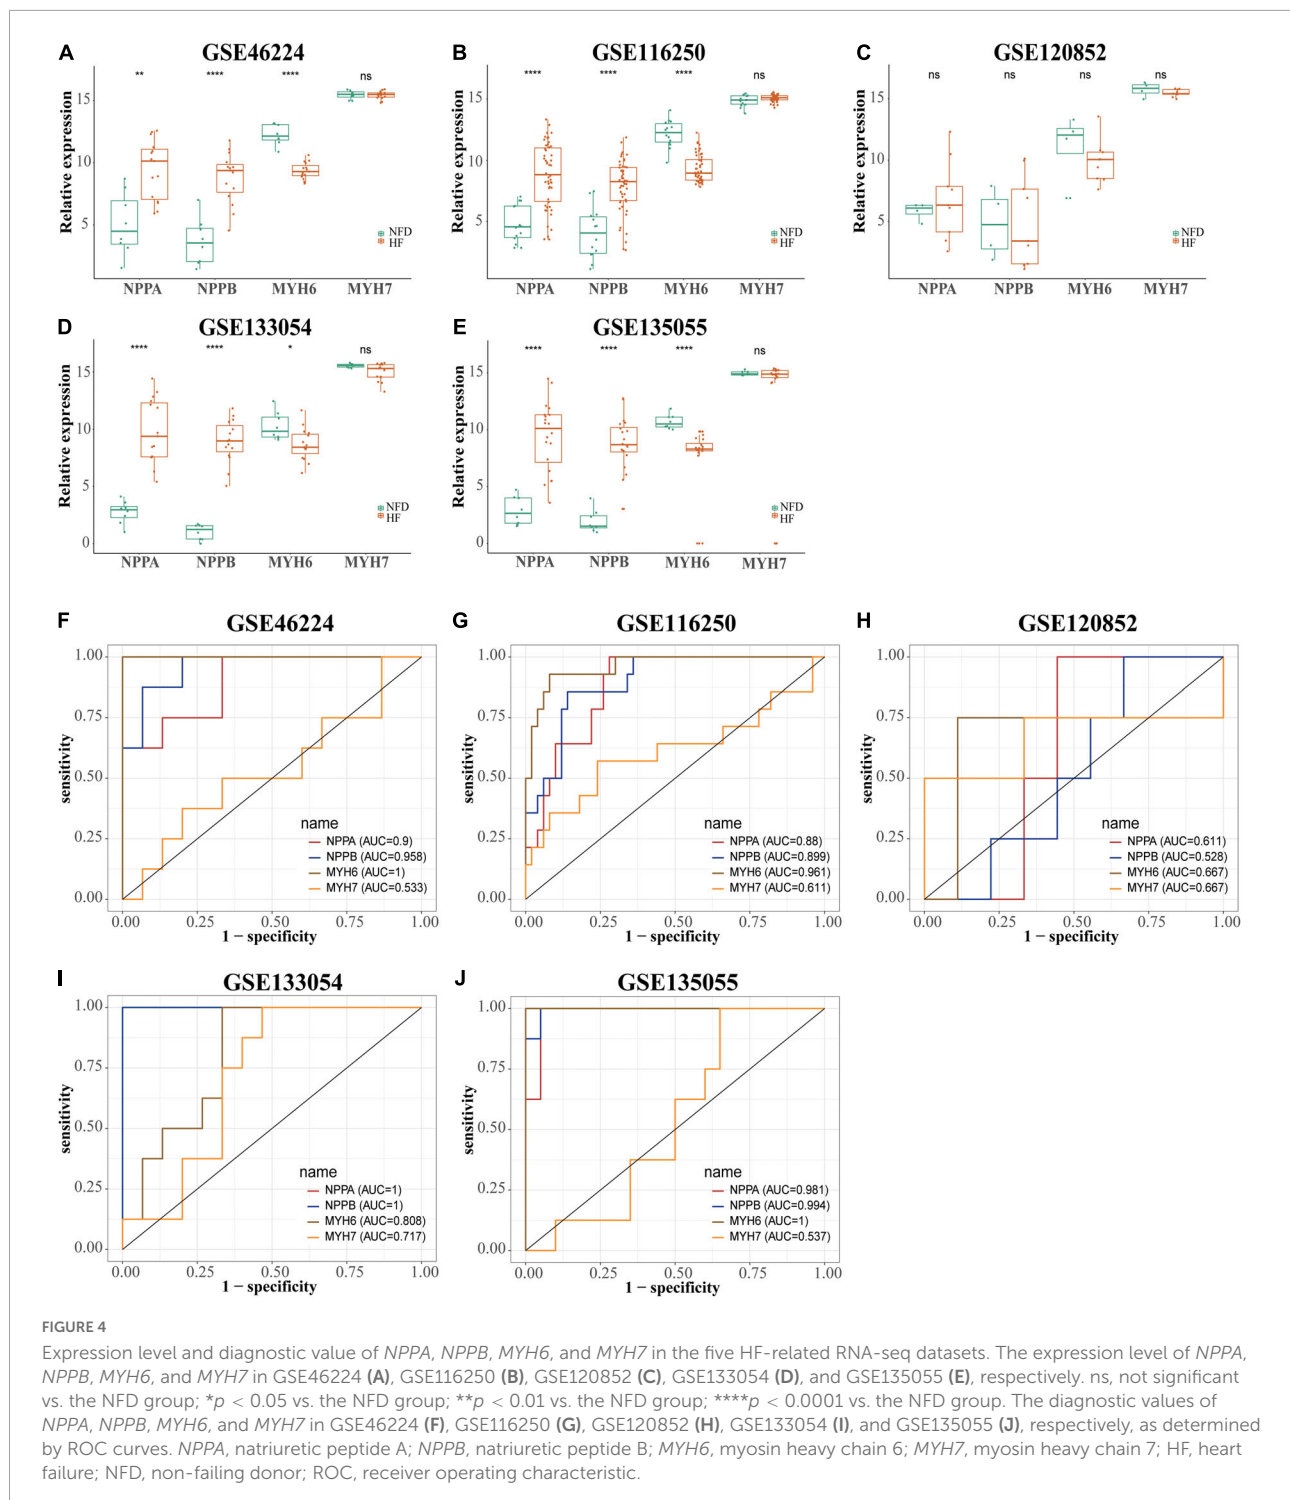 A
GSE46224
** **** **** ns
Relative expression
15
10
5
NFD
HF
NPPA NPPB MYH6 MYH7
B
GSE116250
**** **** **** ns
Relative expression
15
10
5
NFD
HF
NPPA NPPB MYH6 MYH7
C
GSE120852
ns ns ns ns
Relative expression
15
10
5
NFD
HF
NPPA NPPB MYH6 MYH7
D
GSE133054
**** **** * ns
Relative expression
15
10
5
0
NFD
HF
NPPA NPPB MYH6 MYH7
E
GSE135055
**** **** **** ns
Relative expression
15
10
5
0
NFD
HF
NPPA NPPB MYH6 MYH7
F
GSE46224
sensitivity
1.00
0.75
0.50
0.25
0.00
name
NPPA (AUC=0.9)
NPPB (AUC=0.958)
MYH6 (AUC=1)
MYH7 (AUC=0.533)
0.00 0.25 0.50 0.75 1.00
1 − specificity
G
GSE116250
sensitivity
1.00
0.75
0.50
0.25
0.00
name
NPPA (AUC=0.88)
NPPB (AUC=0.899)
MYH6 (AUC=0.961)
MYH7 (AUC=0.611)
0.00 0.25 0.50 0.75 1.00
1 − specificity
H
GSE120852
sensitivity
1.00
0.75
0.50
0.25
0.00
name
NPPA (AUC=0.611)
NPPB (AUC=0.528)
MYH6 (AUC=0.667)
MYH7 (AUC=0.667)
0.00 0.25 0.50 0.75 1.00
1 − specificity
I
GSE133054
sensitivity
1.00
0.75
0.50
0.25
0.00
name
NPPA (AUC=1)
NPPB (AUC=1)
MYH6 (AUC=0.808)
MYH7 (AUC=0.717)
0.00 0.25 0.50 0.75 1.00
1 − specificity
J
GSE135055
sensitivity
1.00
0.75
0.50
0.25
0.00
name
NPPA (AUC=0.981)
NPPB (AUC=0.994)
MYH6 (AUC=1)
MYH7 (AUC=0.537)
0.00 0.25 0.50 0.75 1.00
1 − specificity
FIGURE 4
Expression level and diagnostic value of NPPA, NPPB, MYH6, and MYH7 in the five HF-related RNA-seq datasets. The expression level of NPPA,
NPPB, MYH6, and MYH7 in GSE46224 (A), GSE116250 (B), GSE120852 (C), GSE133054 (D), and GSE135055 (E), respectively. ns, not significant
vs. the NFD group; *p < 0.05 vs. the NFD group; **p < 0.01 vs. the NFD group; ****p < 0.0001 vs. the NFD group. The diagnostic values of
NPPA, NPPB, MYH6, and MYH7 in GSE46224 (F), GSE116250 (G), GSE120852 (H), GSE133054 (I), and GSE135055 (J), respectively, as determined
by ROC curves. NPPA, natriuretic peptide A; NPPB, natriuretic peptide B; MYH6, myosin heavy chain 6; MYH7, myosin heavy chain 7; HF, heart
failure; NFD, non-failing donor; ROC, receiver operating characteristic.